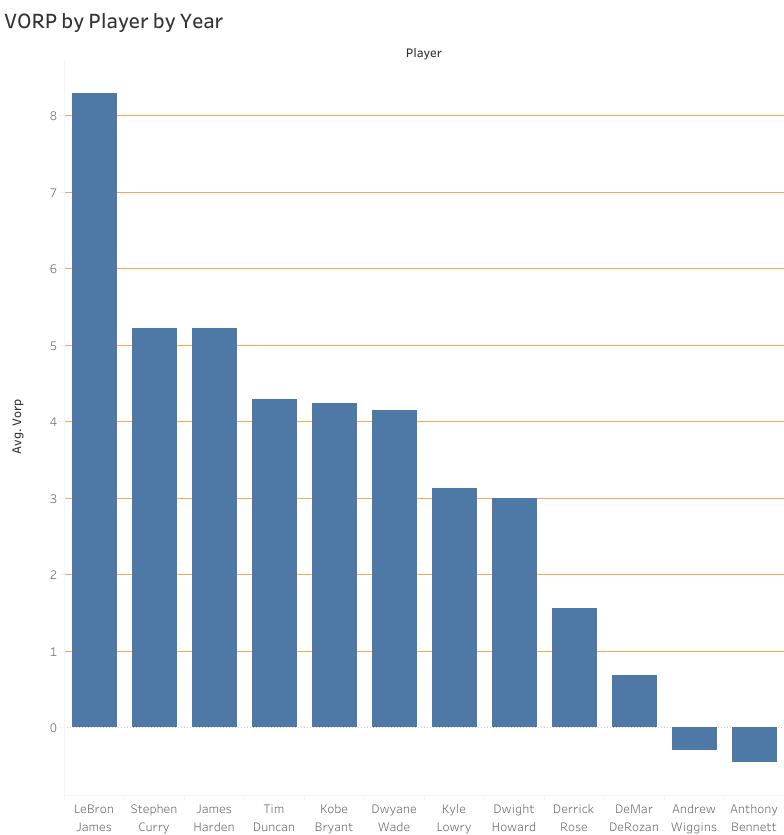 VORP by Player by Year
Player
Avg. Vorp
8
7
6
5
4
3
2
1
0
LeBron James
Stephen Curry
James Harden
Tim Duncan
Kobe Bryant
Dwyane Wade
Kyle Lowry
Dwight Howard
Derrick Rose
DeMar DeRozan
Andrew Wiggins
Anthony Bennett